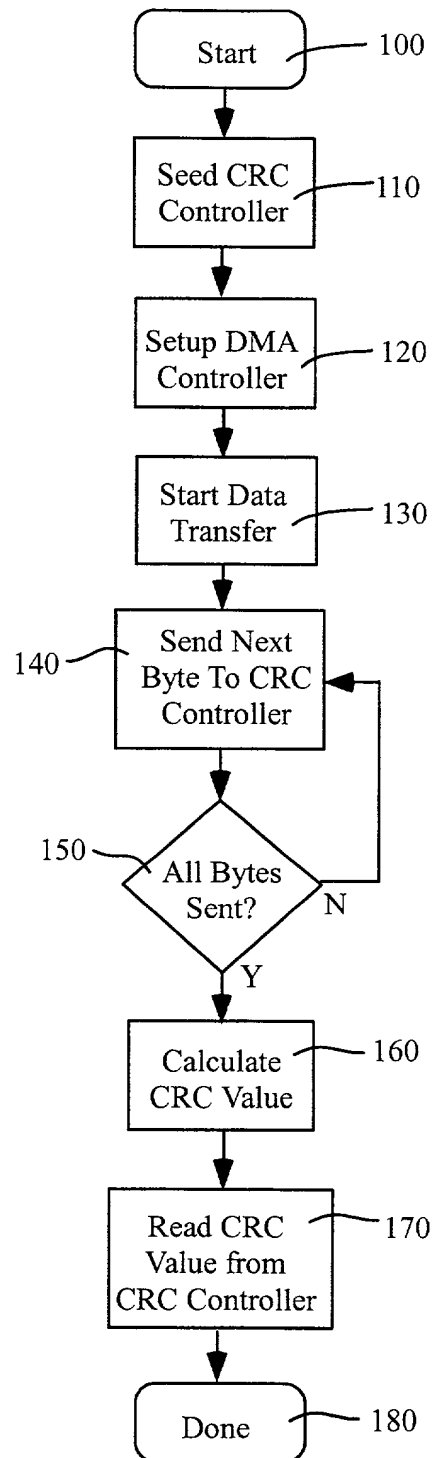 Start
100
Seed CRC
Controller
110
Setup DMA
Controller
120
Start Data
Transfer
130
140
Send Next
Byte To CRC
Controller
150
All Bytes
Sent?
N
Y
Calculate
CRC Value
160
Read CRC
Value from
CRC Controller
170
Done
180